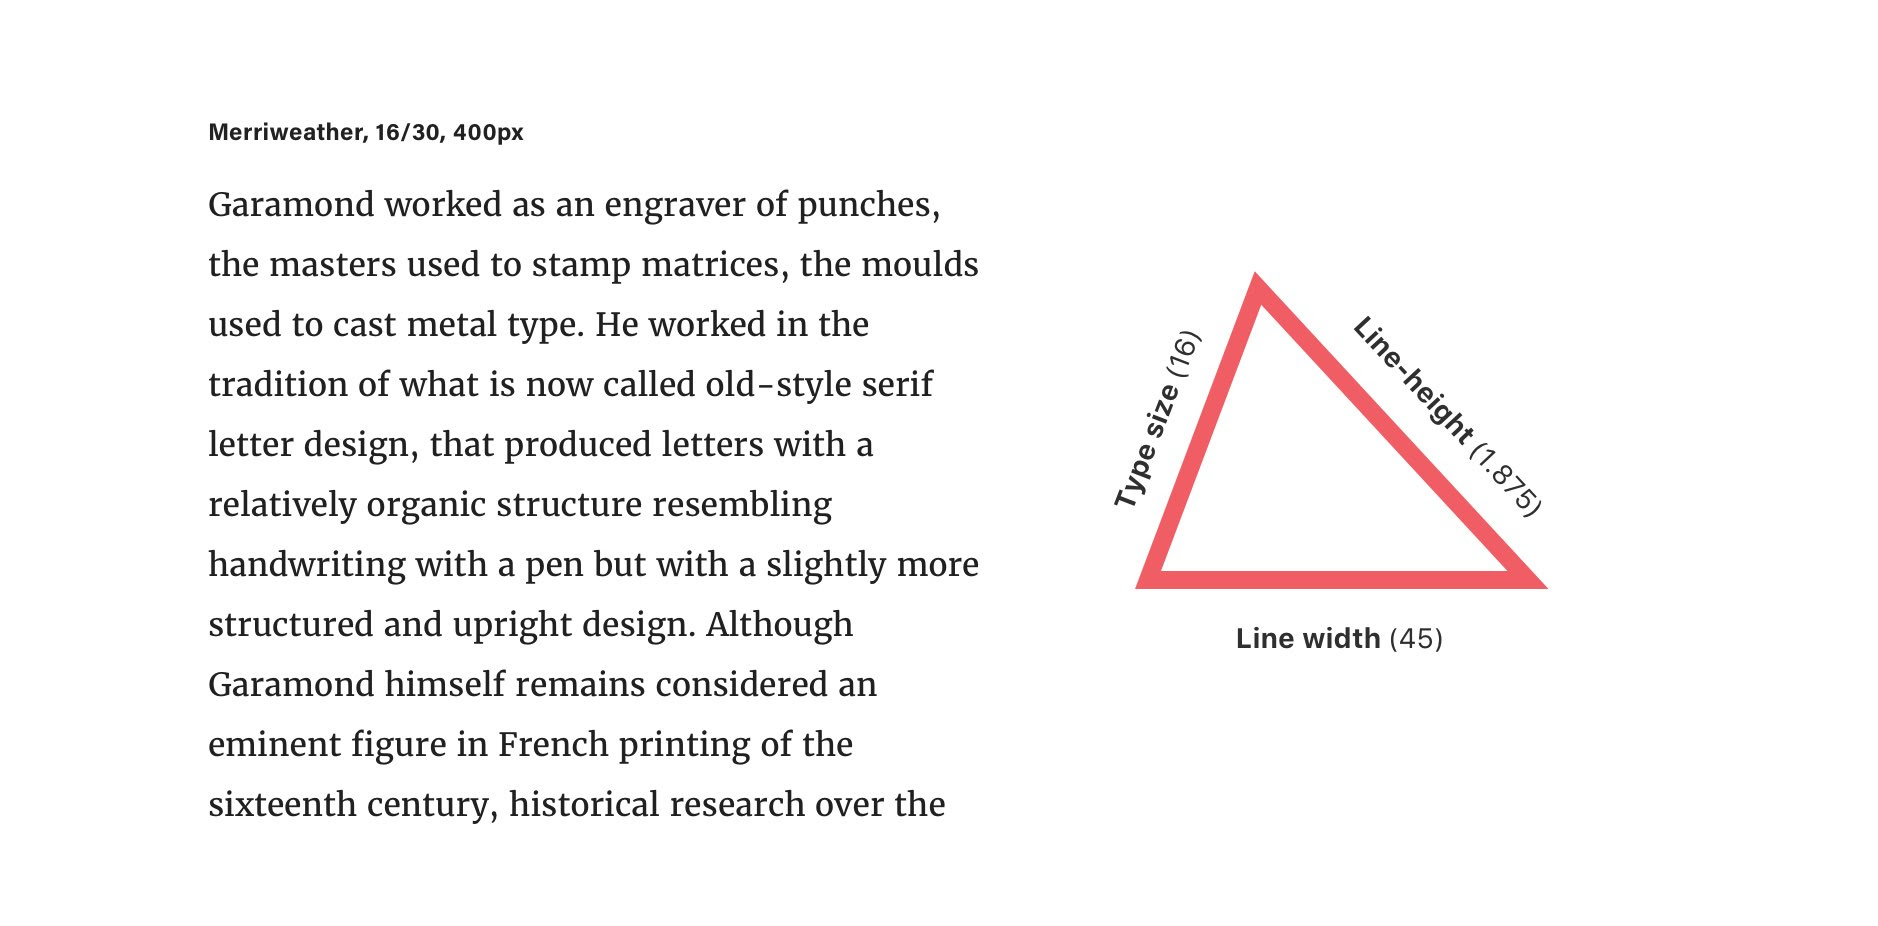 Merriweather, 16/30, 400px
Garamond worked as an engraver of punches,
the masters used to stamp matrices, the moulds
used to cast metal type. He worked in the
tradition of what is now called old-style serif
letter design, that produced letters with a
relatively organic structure resembling
handwriting with a pen but with a slightly more
structured and upright design. Although
Garamond himself remains considered an
eminent figure in French printing of the
sixteenth century, historical research over the
Type size (16)
Line-height (1.875)
Line width (45)